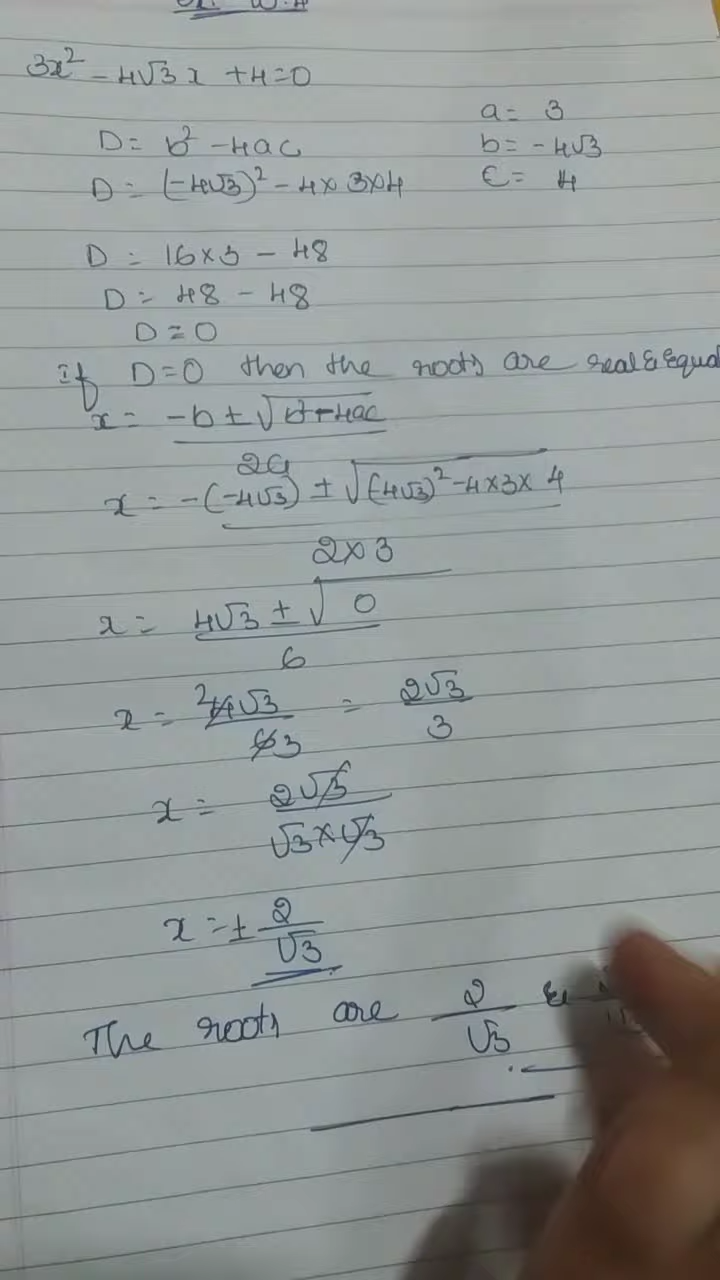 3x² - 4√3 x + 4 = 0
a = 3
D = b² - 4ac
b = -4√3
D = (-4√3)² - 4 × 3 × 4
c = 4
D = 16 × 3 - 48
D = 48 - 48
D = 0
If D = 0 then the roots are real & Equa
x = -b ± √b² - 4ac
2a
x = -(-4√3) ± √(4√3)² - 4 × 3 × 4
2 × 3
x = 4√3 ± √0
6
x = 2 4√3 / 6 3 = 2√3 / 3
x = 2√3
√3 × √3
x = ± 2
√3
The roots are 2 / √3 &